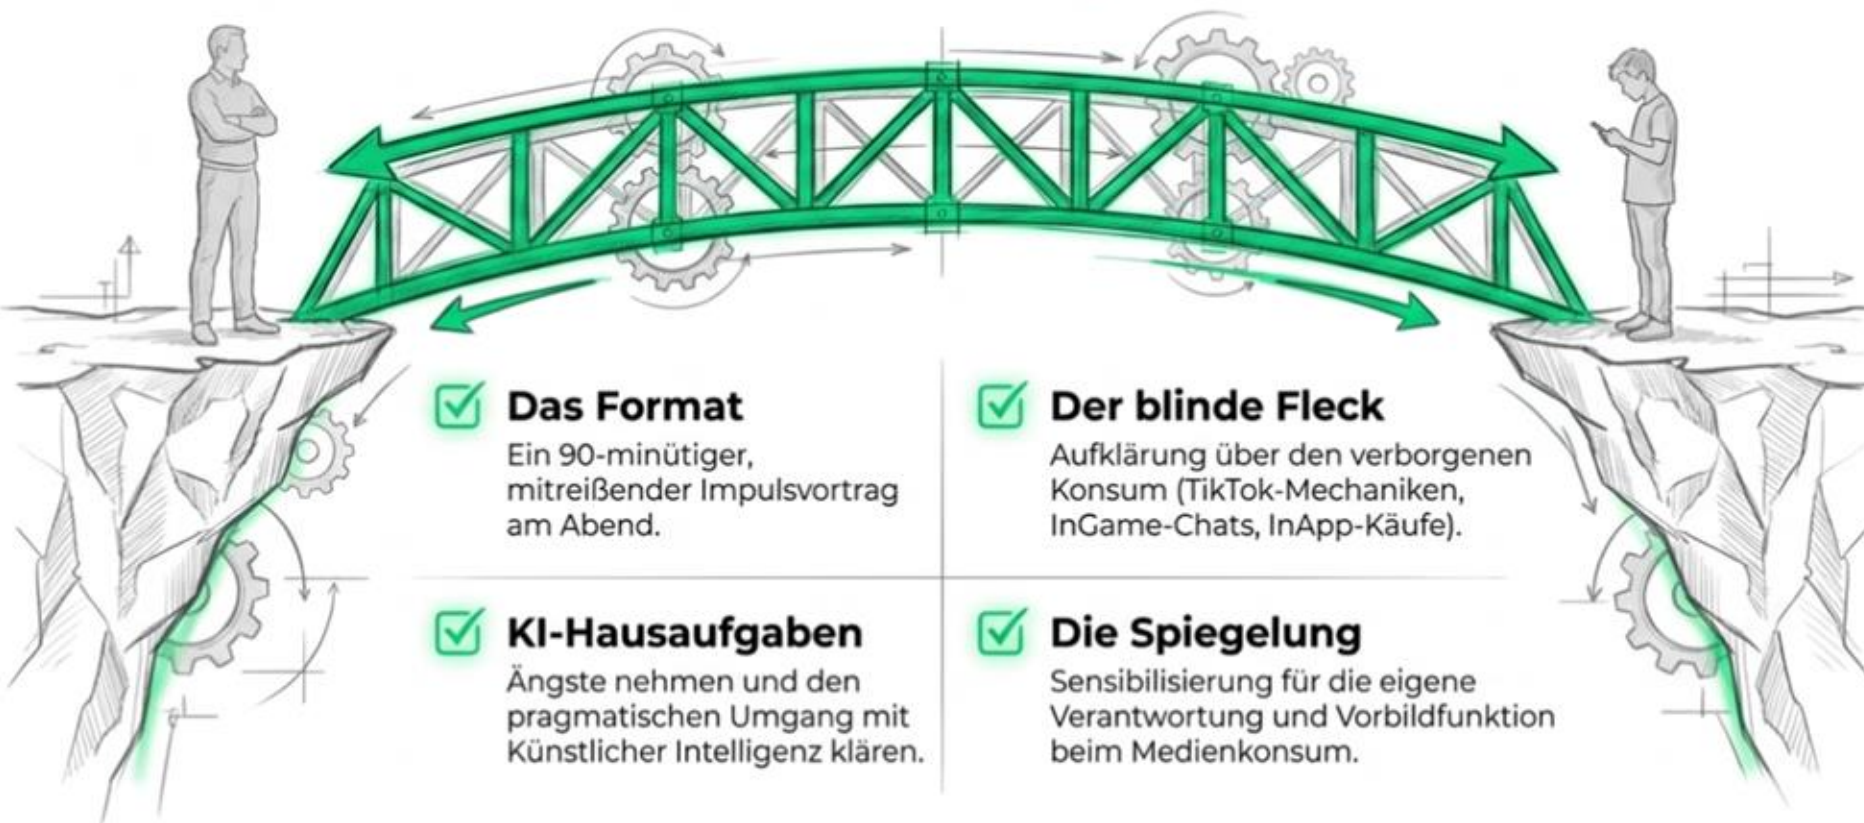 Das Format
Ein 90-minütiger,
mitreißender Impulsvortrag
am Abend.
Der blinde Fleck
Aufklärung über den verborgenen
Konsum (TikTok-Mechaniken,
InGame-Chats, InApp-Käufe).
KI-Hausaufgaben
Ängste nehmen und den
pragmatischen Umgang mit
Künstlicher Intelligenz klären.
Die Spiegelung
Sensibilisierung für die eigene
Verantwortung und Vorbildfunktion
beim Medienkonsum.